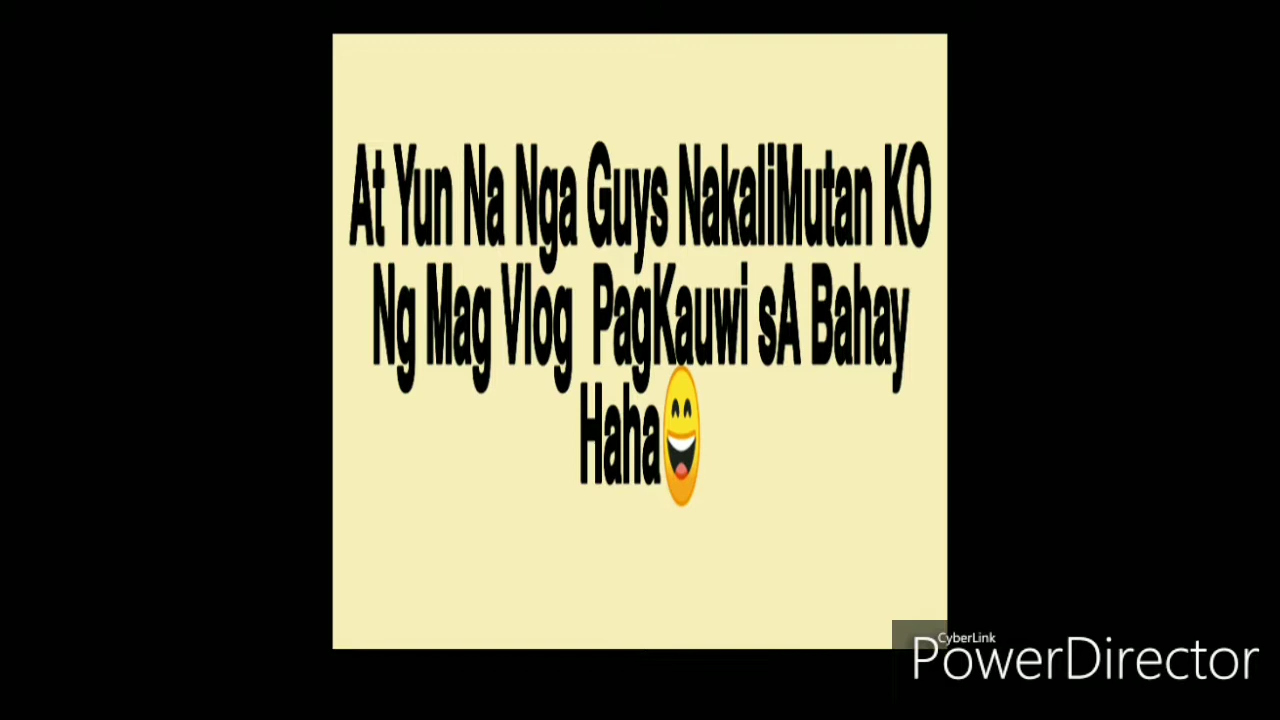 At Yun Na Nga Guys NakaliMutan KO
Ng Mag Vlog  PagKauwi sA Bahay
Haha😄
CyberLink
PowerDirector